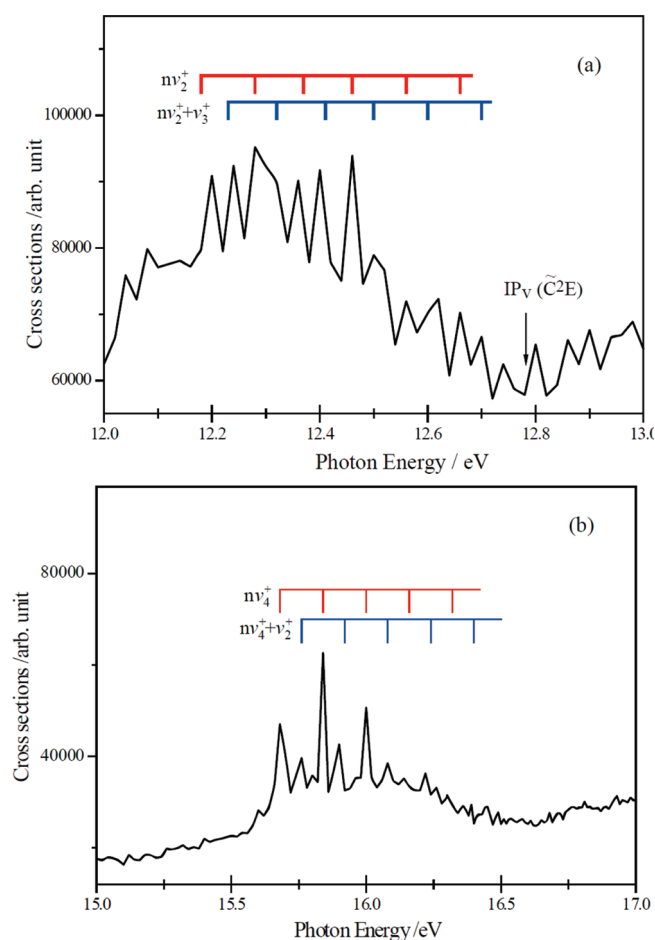 (a)
nν₂⁺
nν₂⁺+ν₃⁺
100000
80000
60000
Cross sections /arb. unit
IPV (C̃²E)
12.0 12.2 12.4 12.6 12.8 13.0
Photon Energy / eV
(b)
80000
nν₄⁺
nν₄⁺+ν₂⁺
40000
Cross sections /arb. unit
15.0 15.5 16.0 16.5 17.0
Photon Energy /eV